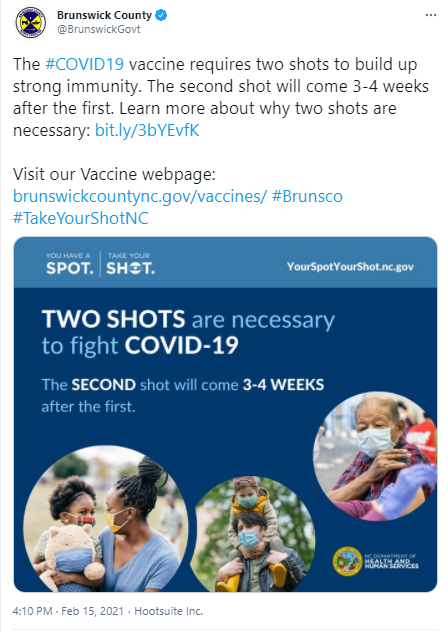 Brunswick County
@BrunswickGovt
The #COVID19 vaccine requires two shots to build up
strong immunity. The second shot will come 3-4 weeks
after the first. Learn more about why two shots are
necessary: bit.ly/3bYEvfK
Visit our Vaccine webpage:
brunswickcountync.gov/vaccines/ #Brunsco
#TakeYourShotNC
YOU HAVE A
SPOT.
TAKE YOUR
SHOT.
YourSpotYourShot.nc.gov
TWO SHOTS are necessary
to fight COVID-19
The SECOND shot will come 3-4 WEEKS
after the first.
NC DEPARTMENT OF
HEALTH AND
HUMAN SERVICES
4:10 PM · Feb 15, 2021 · Hootsuite Inc.